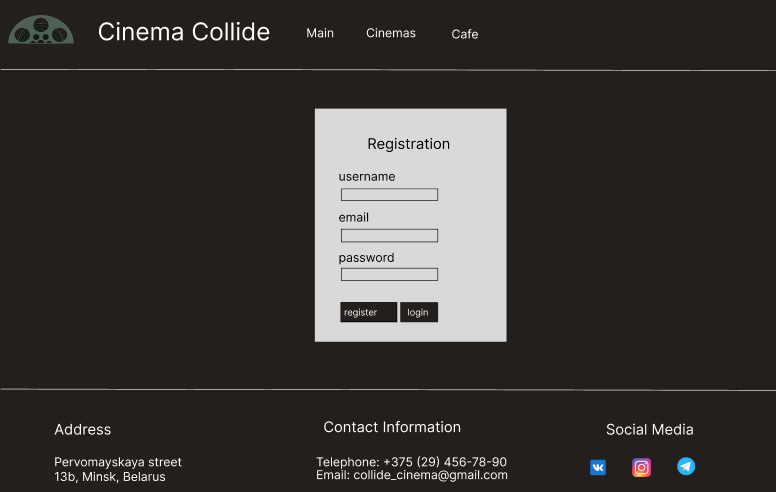 Cinema Collide
Main
Cinemas
Cafe
Registration
username
email
password
register
login
Address
Pervomayskaya street
13b, Minsk, Belarus
Contact Information
Telephone: +375 (29) 456-78-90
Email: collide_cinema@gmail.com
Social Media